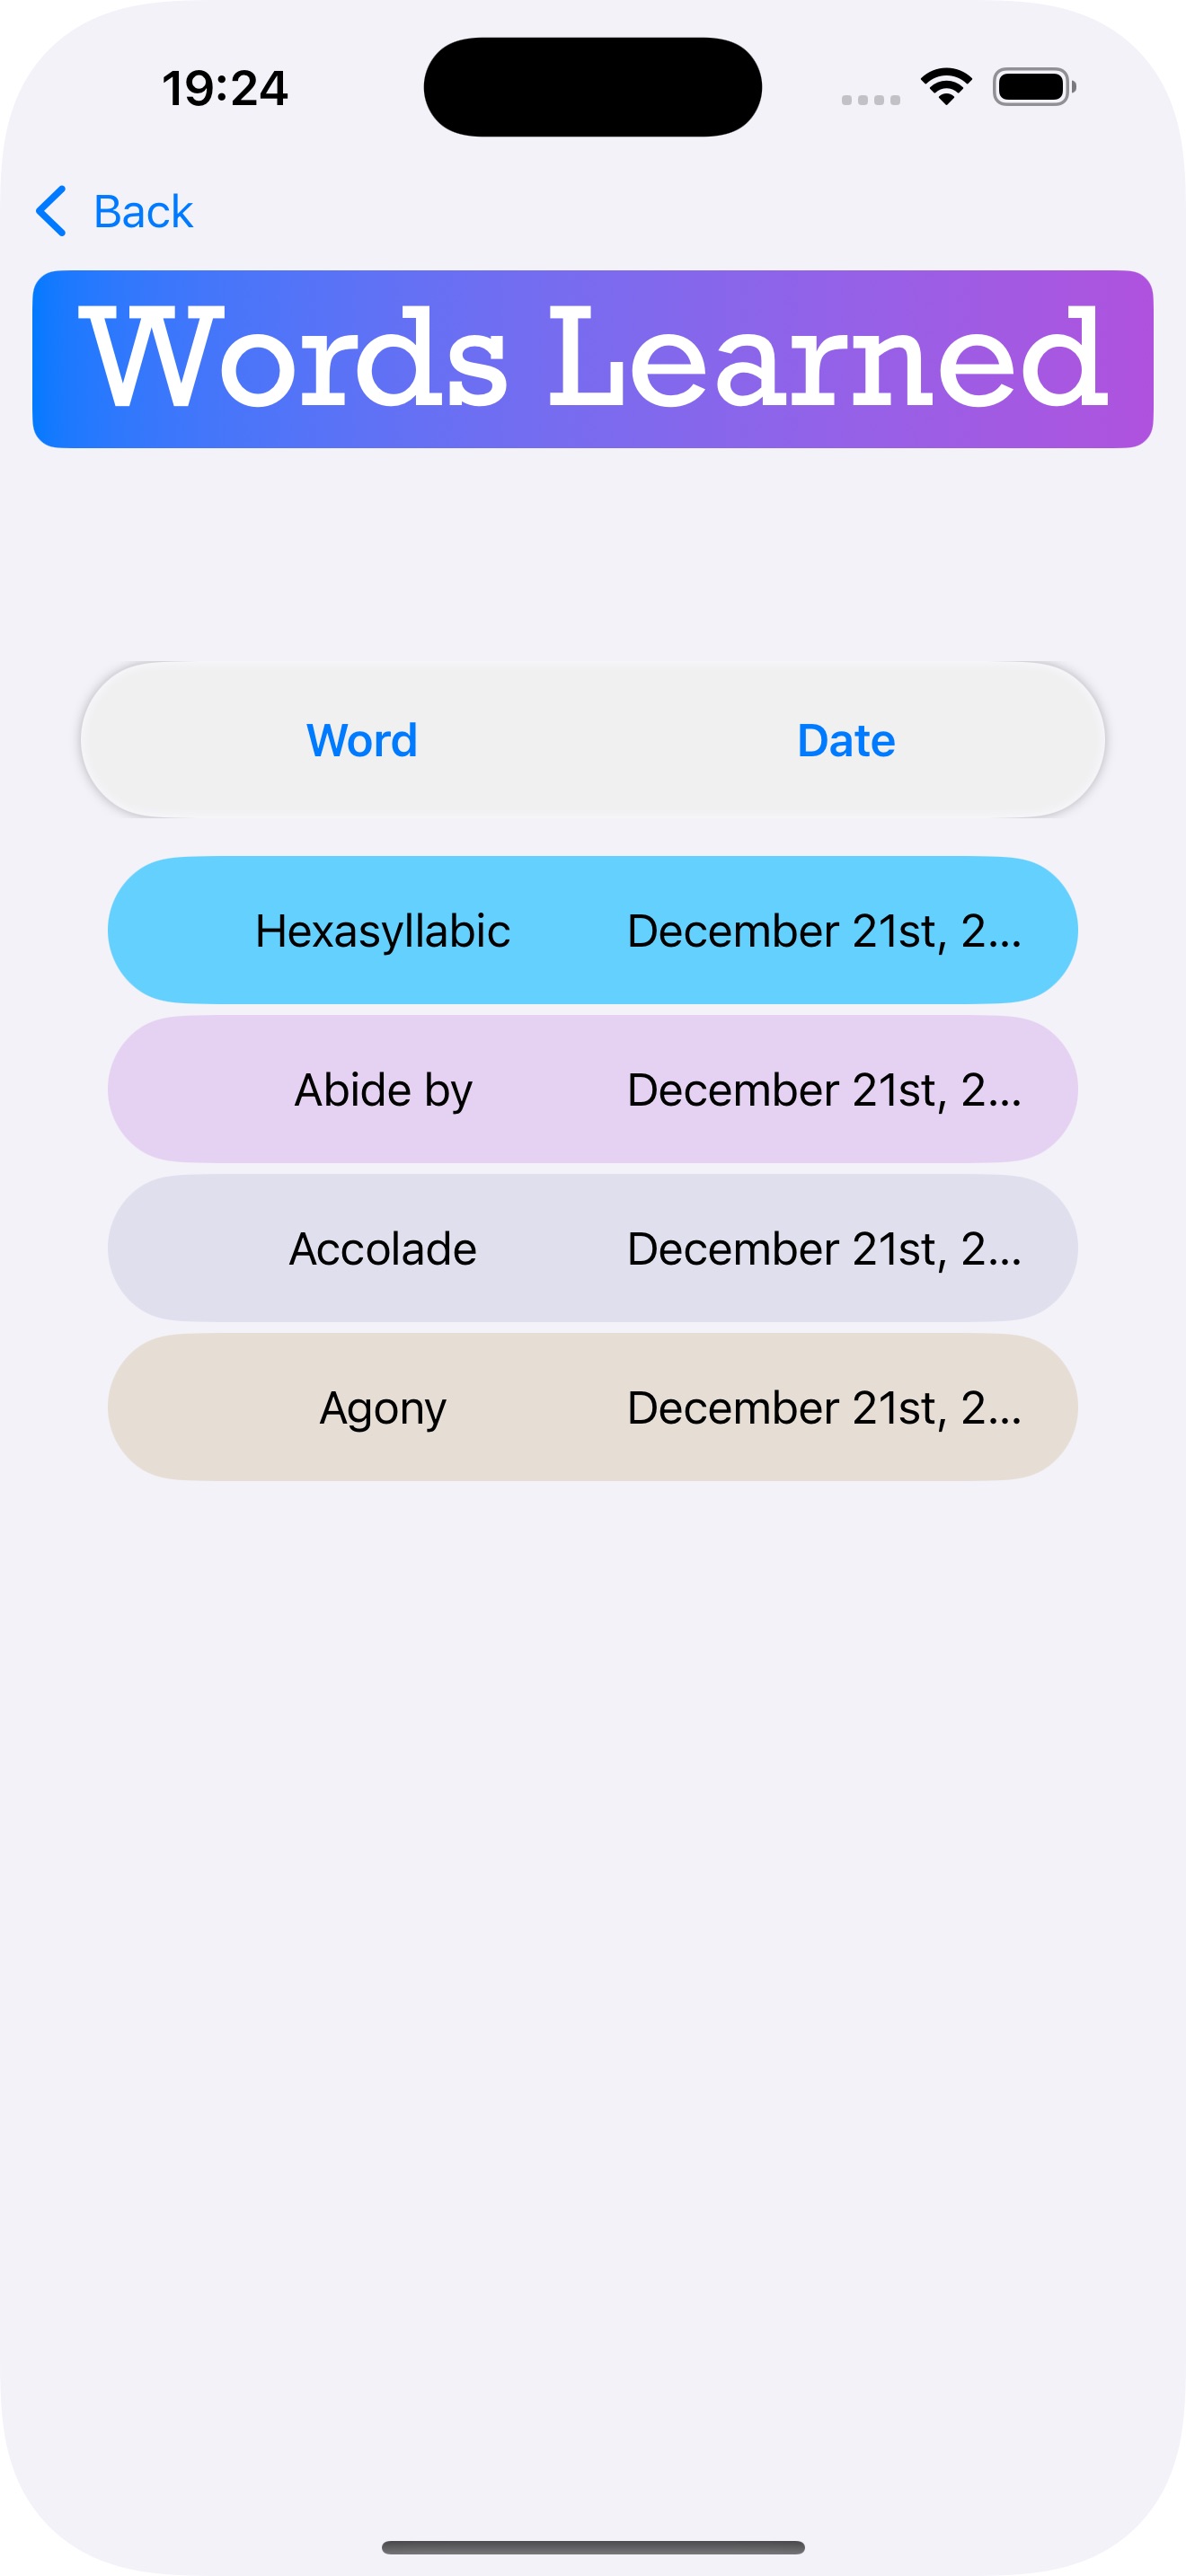 19:24
Back
Words Learned
Word Date
Hexasyllabic December 21st, 2...
Abide by December 21st, 2...
Accolade December 21st, 2...
Agony December 21st, 2...